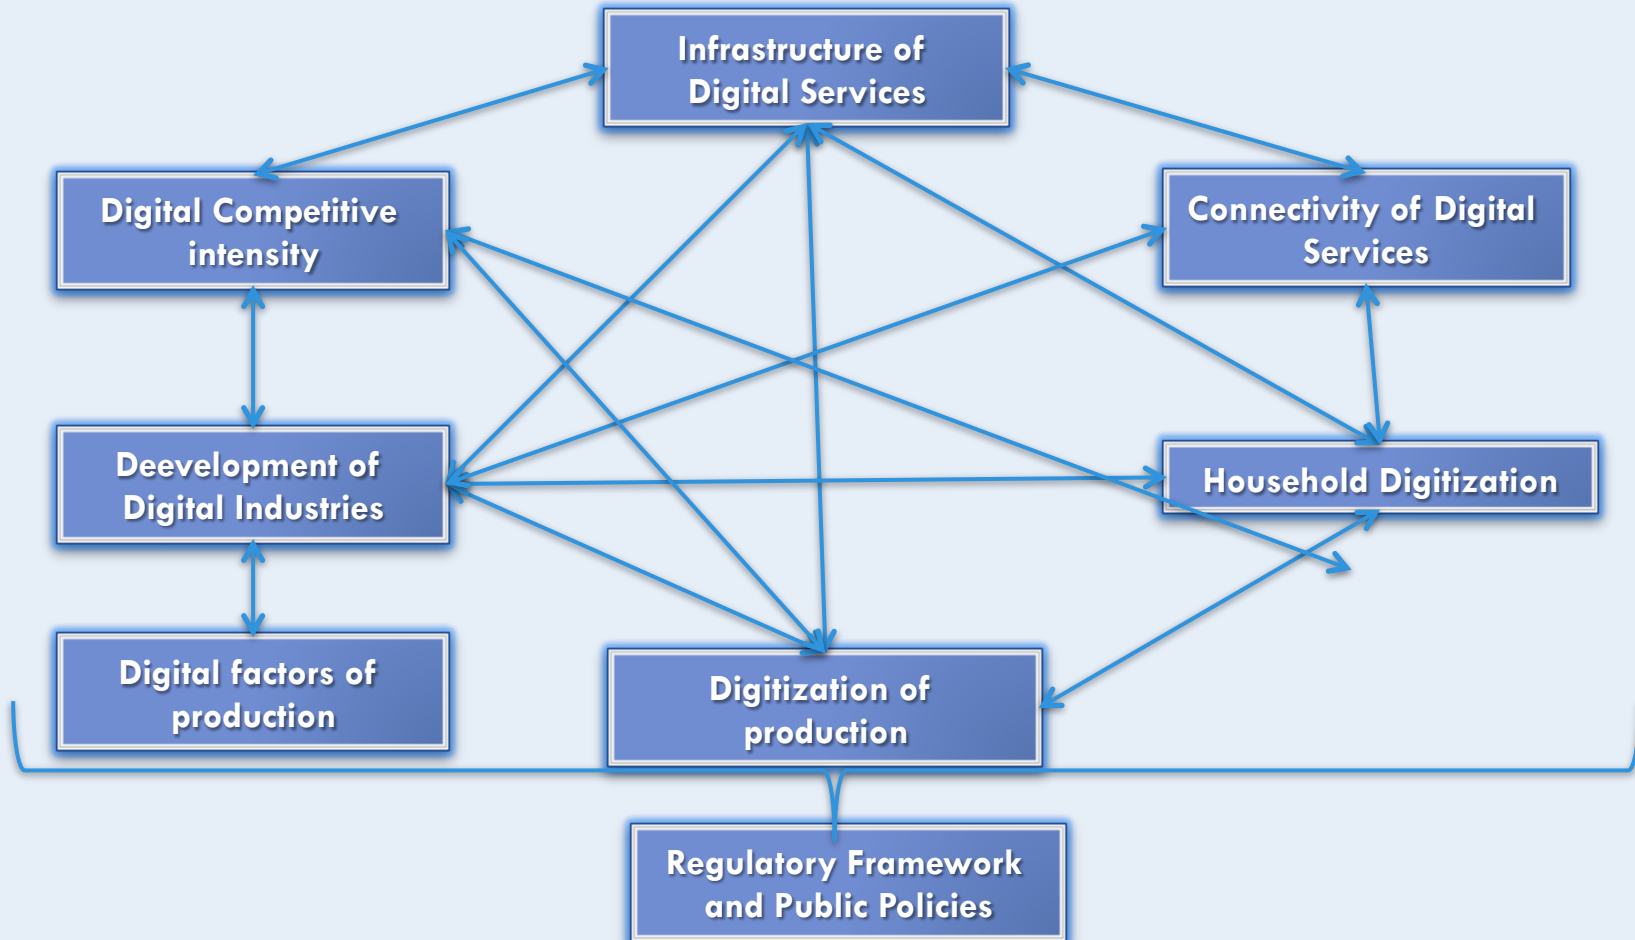 Infrastructure of
Digital Services
Digital Competitive
intensity
Connectivity of Digital
Services
Deevelopment of
Digital Industries
Household Digitization
Digital factors of
production
Digitization of
production
Regulatory Framework
and Public Policies